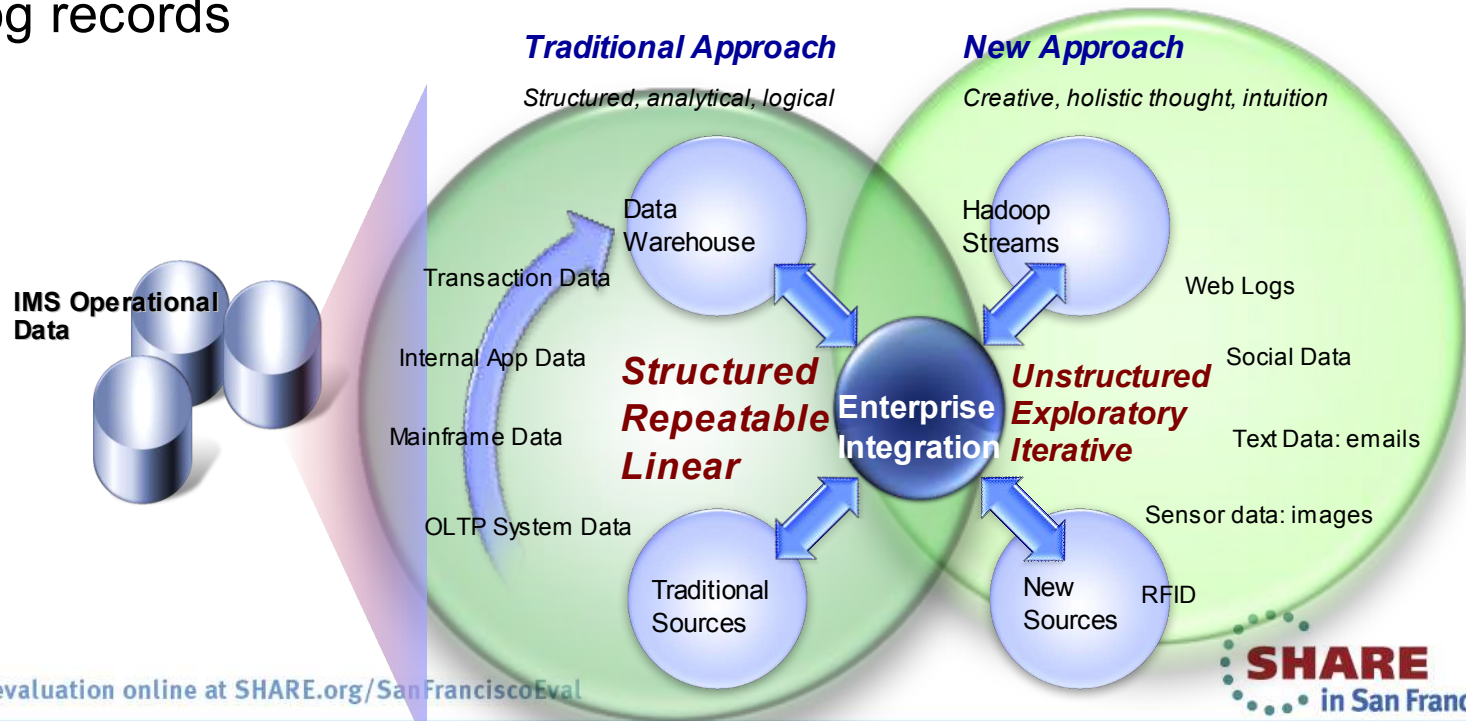 og records
Traditional Approach
Structured, analytical, logical
New Approach
Creative, holistic thought, intuition
IMS Operational
Data
Data
Warehouse
Transaction Data
Internal App Data
Mainframe Data
OLTP System Data
Structured
Repeatable
Linear
Traditional
Sources
Enterprise
Integration
Hadoop
Streams
Unstructured
Exploratory
Iterative
Web Logs
Social Data
Text Data: emails
Sensor data: images
RFID
New
Sources
evaluation online at SHARE.org/SanFranciscoEval
SHARE
in San Franc